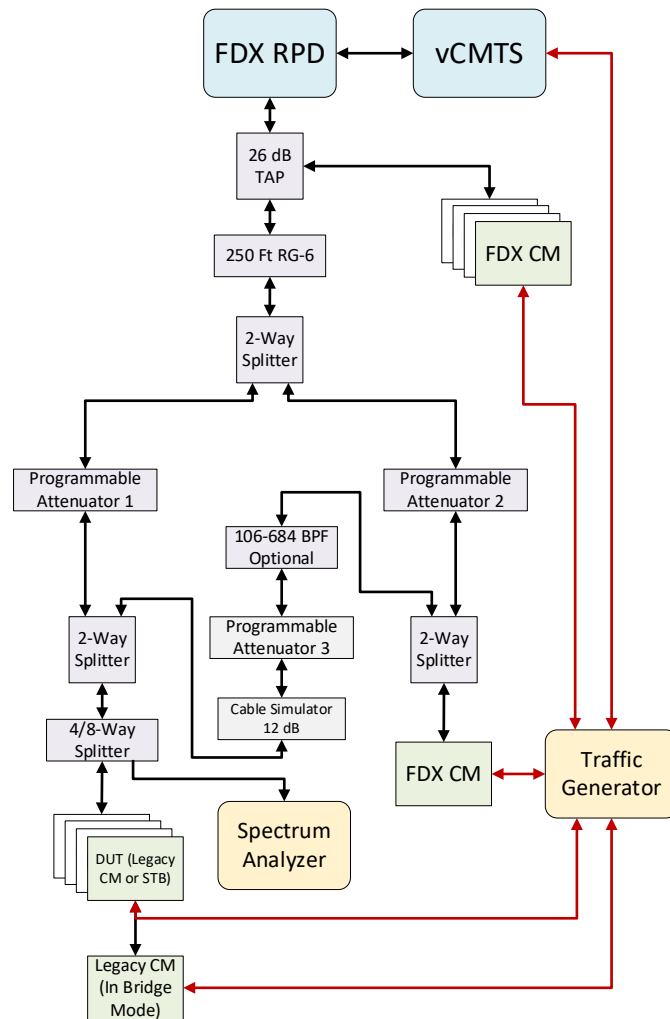 FDX RPD
vCMTS
26 dB
TAP
FDX CM
250 Ft RG-6
2-Way
Splitter
Programmable
Attenuator 1
Programmable
Attenuator 2
106-684 BPF
Optional
2-Way
Splitter
Programmable
Attenuator 3
2-Way
Splitter
Cable Simulator
12 dB
4/8-Way
Splitter
FDX CM
Traffic
Generator
Spectrum
Analyzer
DUT (Legacy
CM or STB)
Legacy CM
(In Bridge
Mode)